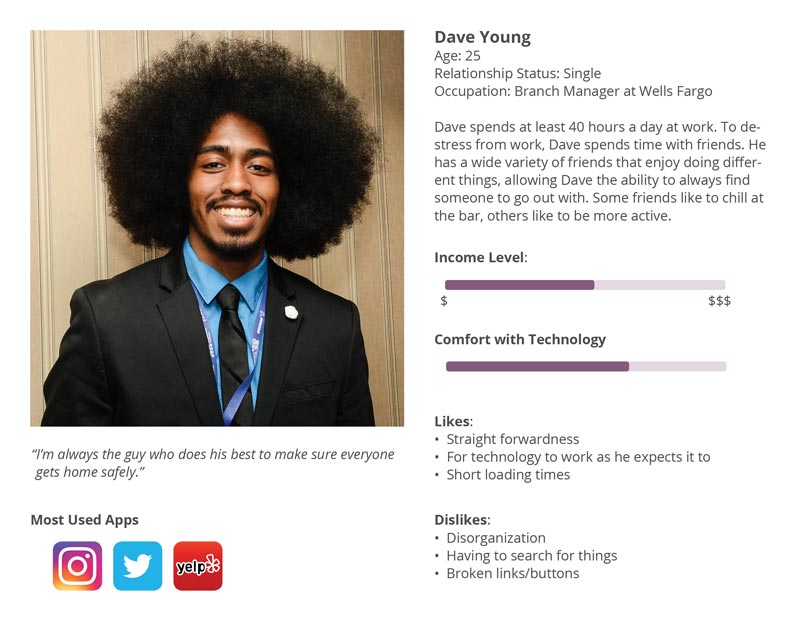 Dave Young
Age: 25
Relationship Status: Single
Occupation: Branch Manager at Wells Fargo
Dave spends at least 40 hours a day at work. To de-
stress from work, Dave spends time with friends. He
has a wide variety of friends that enjoy doing differ-
ent things, allowing Dave the ability to always find
someone to go out with. Some friends like to chill at
the bar, others like to be more active.
Income Level:
$ $$$
Comfort with Technology
Likes:
• Straight forwardness
• For technology to work as he expects it to
• Short loading times
Dislikes:
• Disorganization
• Having to search for things
• Broken links/buttons
“I’m always the guy who does his best to make sure everyone
gets home safely.”
Most Used Apps
yelp